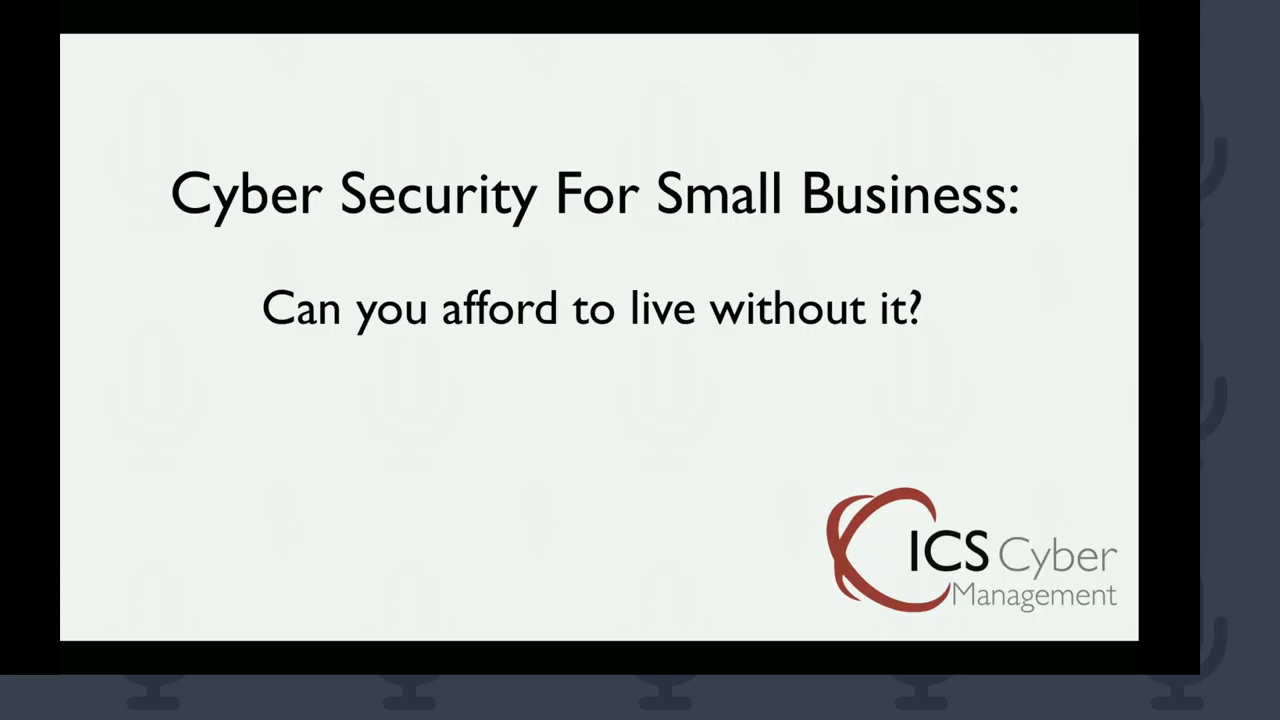 Cyber Security For Small Business:
Can you afford to live without it?
ICS Cyber
Management